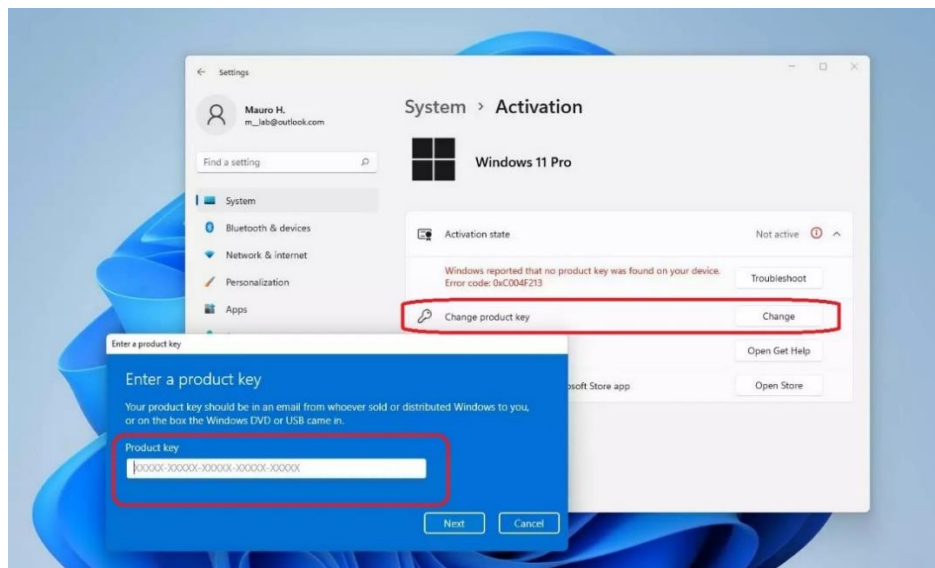 Settings
Mauro H.
m_lab@outlook.com
Find a setting
System
Bluetooth & devices
Network & internet
Personalization
Apps
System > Activation
Windows 11 Pro
Activation state
Not active
Windows reported that no product key was found on your device.
Error code: 0xC004F213
Troubleshoot
Change product key
Change
Open Get Help
osoft Store app
Open Store
Enter a product key
Enter a product key
Your product key should be in an email from whoever sold or distributed Windows to you,
or on the box the Windows DVD or USB came in.
Product key
XXXXX-XXXXX-XXXXX-XXXXX-XXXXX
Next
Cancel